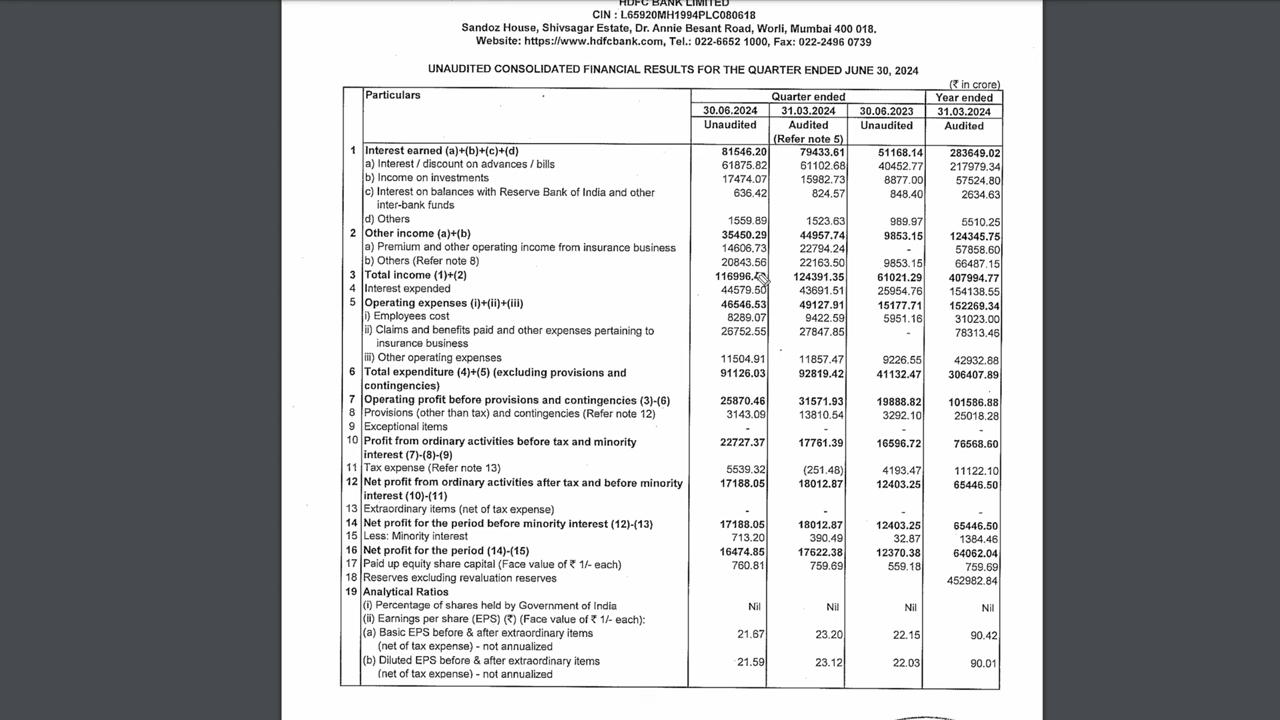 HDFC BANK LIMITED
CIN : L65920MH1994PLC080618
Sandoz House, Shivsagar Estate, Dr. Annie Besant Road, Worli, Mumbai 400 018.
Website: https://www.hdfcbank.com, Tel.: 022-6652 1000, Fax: 022-2496 0739
UNAUDITED CONSOLIDATED FINANCIAL RESULTS FOR THE QUARTER ENDED JUNE 30, 2024
(₹ in crore)
Particulars Quarter ended Year ended
30.06.2024 31.03.2024 30.06.2023 31.03.2024
Unaudited Audited Unaudited Audited
(Refer note 5)
1 Interest earned (a)+(b)+(c)+(d) 81546.20 79433.61 51168.14 283649.02
a) Interest / discount on advances / bills 61875.82 61102.68 40452.77 217979.34
b) Income on investments 17474.07 15982.73 8877.00 57524.80
c) Interest on balances with Reserve Bank of India and other 636.42 824.57 848.40 2634.63
inter-bank funds
d) Others 1559.89 1523.63 989.97 5510.25
2 Other income (a)+(b) 35450.29 44957.74 9853.15 124345.75
a) Premium and other operating income from insurance business 14606.73 22794.24 - 57858.60
b) Others (Refer note 8) 20843.56 22163.50 9853.15 66487.15
3 Total income (1)+(2) 124391.35 61021.29 407994.77
4 Interest expended 44579.50 43691.51 25954.76 154138.55
5 Operating expenses (i)+(ii)+(iii) 46546.53 49127.91 15177.71 152269.34
i) Employees cost 8289.07 9422.59 5951.16 31023.00
ii) Claims and benefits paid and other expenses pertaining to 26752.55 27847.85 - 78313.46
insurance business
iii) Other operating expenses 11504.91 11857.47 9226.55 42932.88
6 Total expenditure (4)+(5) (excluding provisions and 91126.03 92819.42 41132.47 306407.89
contingencies)
7 Operating profit before provisions and contingencies (3)-(6) 25870.46 31571.93 19888.82 101586.88
8 Provisions (other than tax) and contingencies (Refer note 12) 3143.09 13810.54 3292.10 25018.28
9 Exceptional items - - - -
10 Profit from ordinary activities before tax and minority 22727.37 17761.39 16596.72 76568.60
interest (7)-(8)-(9)
11 Tax expense (Refer note 13) 5539.32 (251.48) 4193.47 11122.10
12 Net profit from ordinary activities after tax and before minority 17188.05 18012.87 12403.25 65446.50
interest (10)-(11)
13 Extraordinary items (net of tax expense) - - - -
14 Net profit for the period before minority interest (12)-(13) 17188.05 18012.87 12403.25 65446.50
15 Less: Minority interest 713.20 390.49 32.87 1384.46
16 Net profit for the period (14)-(15) 16474.85 17622.38 12370.38 64062.04
17 Paid up equity share capital (Face value of ₹ 1/- each) 760.81 759.69 559.18 759.69
18 Reserves excluding revaluation reserves 452982.84
19 Analytical Ratios
(i) Percentage of shares held by Government of India Nil Nil Nil Nil
(ii) Earnings per share (EPS) (₹) (Face value of ₹ 1/- each):
(a) Basic EPS before & after extraordinary items 21.67 23.20 22.15 90.42
(net of tax expense) - not annualized
(b) Diluted EPS before & after extraordinary items 21.59 23.12 22.03 90.01
(net of tax expense) - not annualized